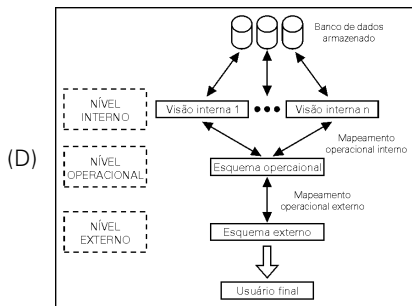 Banco de dados
armazenado
NÍVEL
INTERNO
Visão interna 1
Visão interna n
Mapeamento
operacional interno
(D)
NÍVEL
OPERACIONAL
Esquema opercaional
Mapeamento
operacional externo
NÍVEL
EXTERNO
Esquema externo
Usuário final